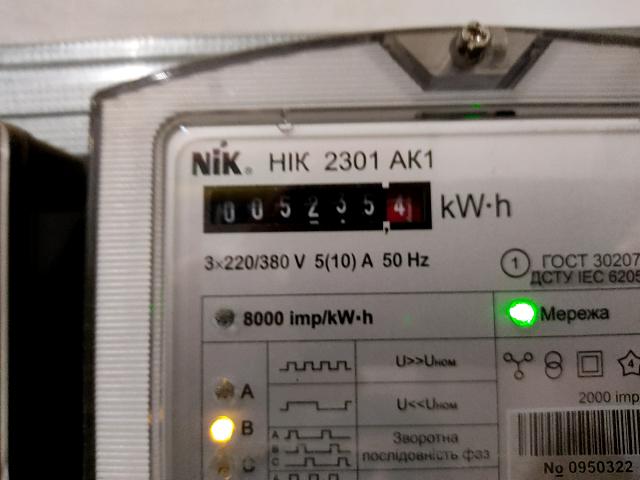 NiK® НІК 2301 АК1
0052354 kW·h
3×220/380 V 5(10) A 50 Hz
1 ГОСТ 30207
ДСТУ IEC 6205
8000 imp/kW·h
Мережа
U>>Uном
A
U<<Uном
4
2000 imp
B
A
B
C
Зворотна
послідовність фаз
C
A
№ 0950322